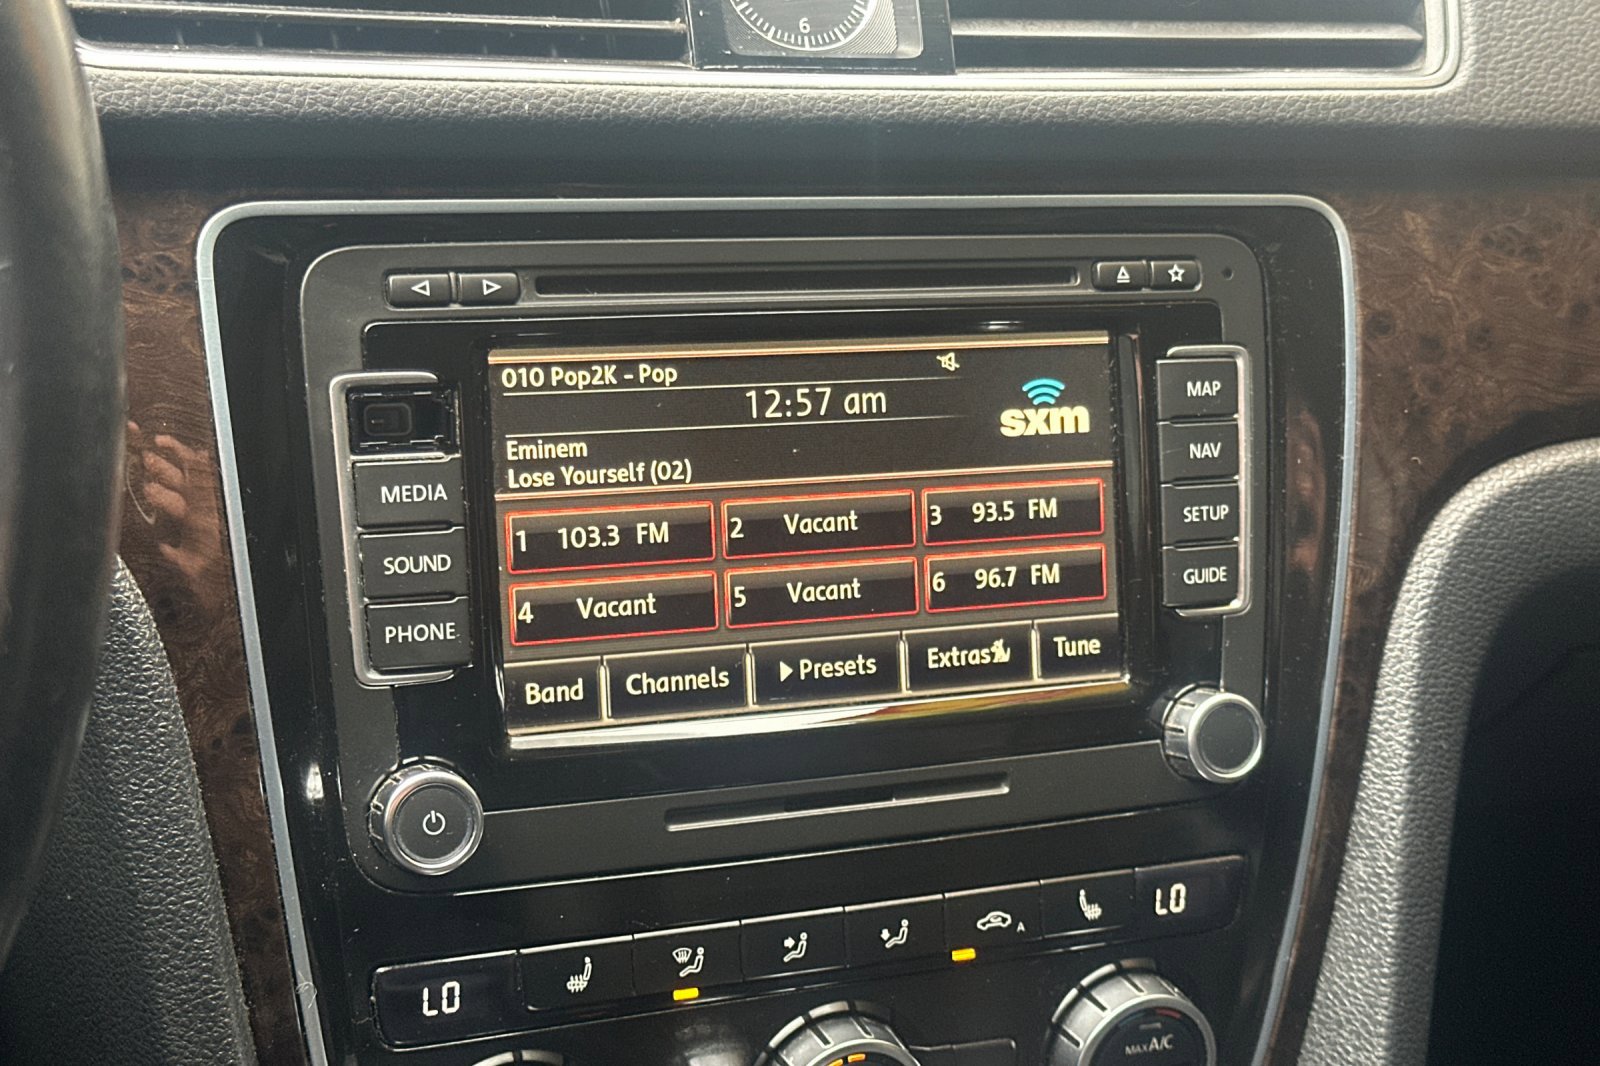 6
010 Pop2K - Pop
12:57 am
sxm
Eminem
Lose Yourself (02)
1 103.3 FM
2 Vacant
3 93.5 FM
4 Vacant
5 Vacant
6 96.7 FM
Band
Channels
Presets
Extras
Tune
MEDIA
SOUND
PHONE
MAP
NAV
SETUP
GUIDE
LO
A
LO
MAX A/C